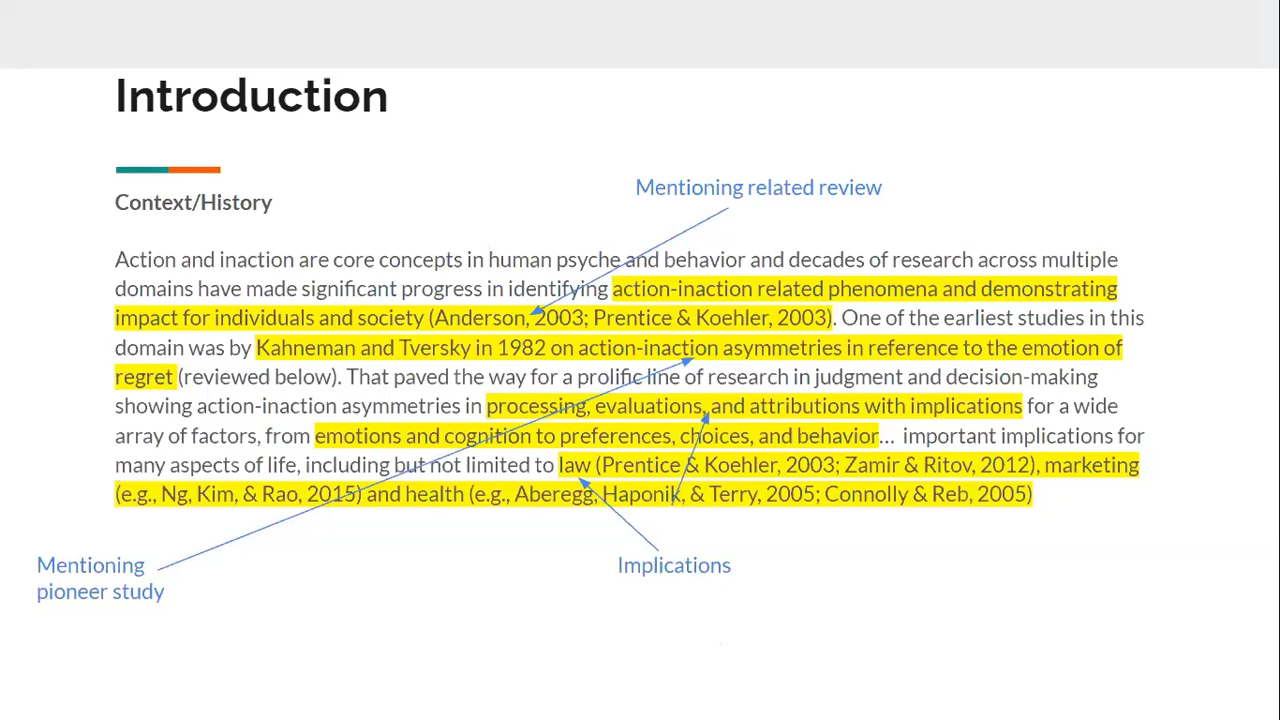 Introduction
Mentioning related review
Context/History
Action and inaction are core concepts in human psyche and behavior and decades of research across multiple
domains have made significant progress in identifying action-inaction related phenomena and demonstrating
impact for individuals and society (Anderson, 2003; Prentice & Koehler, 2003). One of the earliest studies in this
domain was by Kahneman and Tversky in 1982 on action-inaction asymmetries in reference to the emotion of
regret (reviewed below). That paved the way for a prolific line of research in judgment and decision-making
showing action-inaction asymmetries in processing, evaluations, and attributions with implications for a wide
array of factors, from emotions and cognition to preferences, choices, and behavior... important implications for
many aspects of life, including but not limited to law (Prentice & Koehler, 2003; Zamir & Ritov, 2012), marketing
(e.g., Ng, Kim, & Rao, 2015) and health (e.g., Aberegg, Haponik, & Terry, 2005; Connolly & Reb, 2005)
Mentioning
pioneer study
Implications